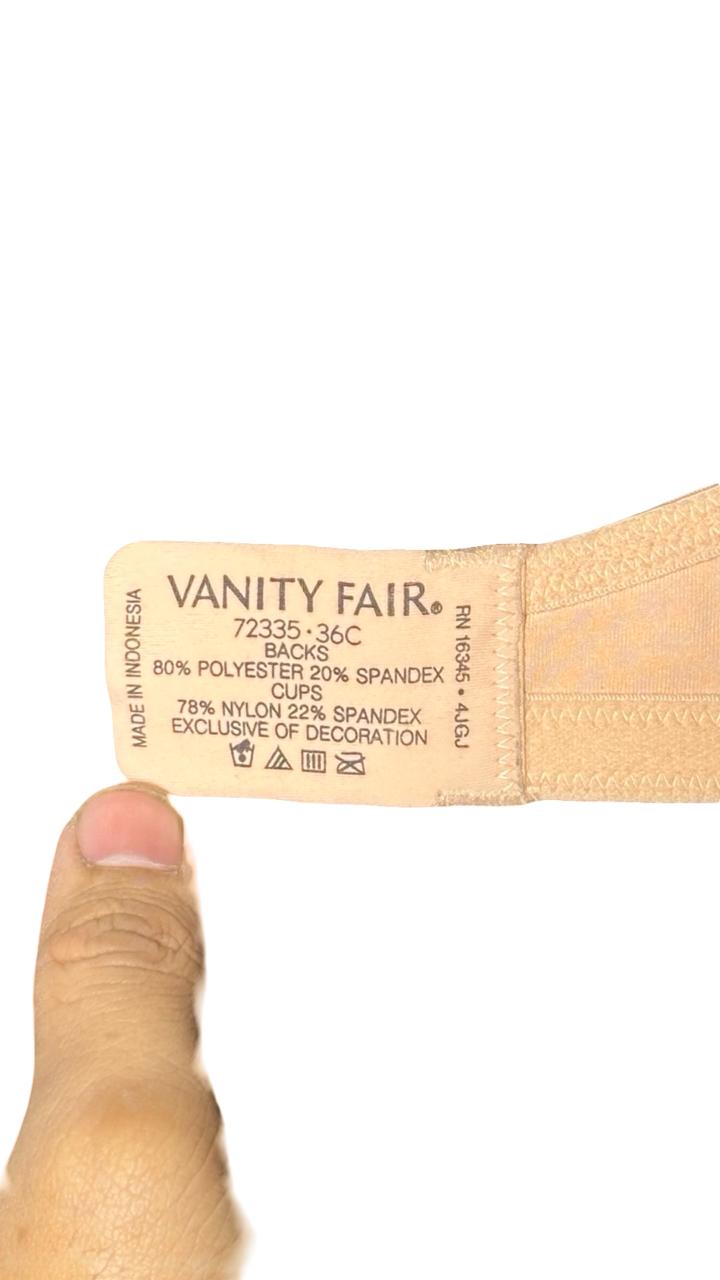 VANITY FAIR®
72335·36C
BACKS
80% POLYESTER 20% SPANDEX
CUPS
78% NYLON 22% SPANDEX
EXCLUSIVE OF DECORATION
MADE IN INDONESIA
RN 16345 • 4JGJ